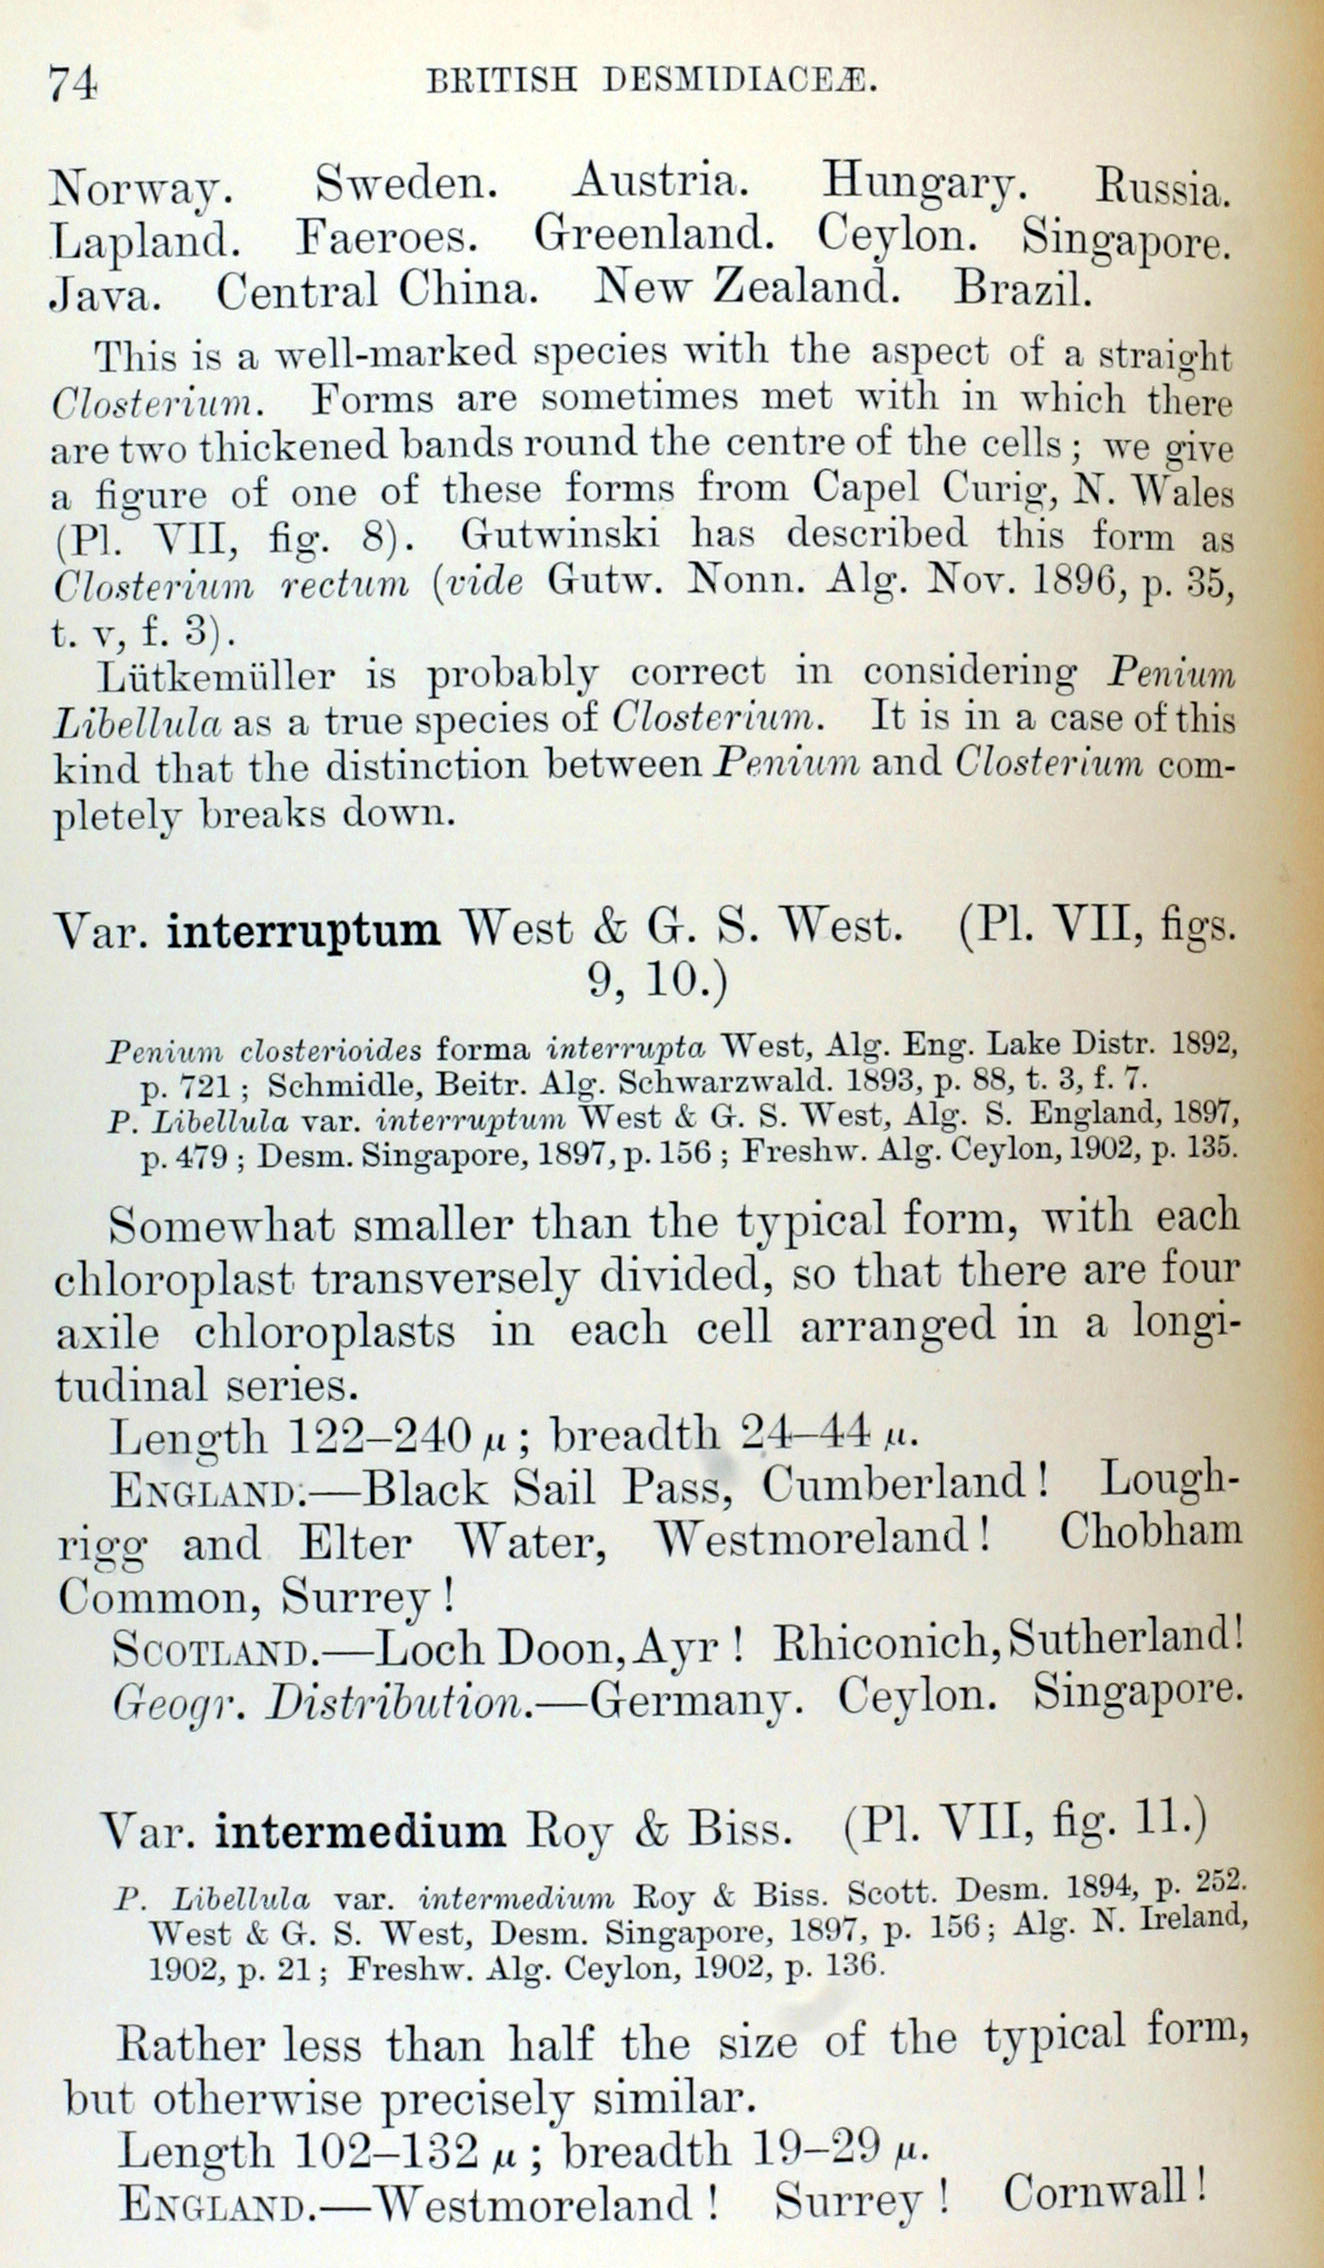 74
BRITISH DESMIDIACEÆ.
Norway. Sweden. Austria. Hungary. Russia.
Lapland. Faeroes. Greenland. Ceylon. Singapore.
Java. Central China. New Zealand. Brazil.
This is a well-marked species with the aspect of a straight
Closterium. Forms are sometimes met with in which there
are two thickened bands round the centre of the cells; we give
a figure of one of these forms from Capel Curig, N. Wales
(Pl. VII, fig. 8). Gutwinski has described this form as
Closterium rectum (vide Gutw. Nonn. Alg. Nov. 1896, p. 35,
t. v, f. 3).
Lütkemüller is probably correct in considering Penium
Libellula as a true species of Closterium. It is in a case of this
kind that the distinction between Penium and Closterium com-
pletely breaks down.
Var. interruptum West & G. S. West. (Pl. VII, figs.
9, 10.)
Penium closterioides forma interrupta West, Alg. Eng. Lake Distr. 1892,
p. 721; Schmidle, Beitr. Alg. Schwarzwald. 1893, p. 88, t. 3, f. 7.
P. Libellula var. interruptum West & G. S. West, Alg. S. England, 1897,
p. 479; Desm. Singapore, 1897, p. 156; Freshw. Alg. Ceylon, 1902, p. 135.
Somewhat smaller than the typical form, with each
chloroplast transversely divided, so that there are four
axile chloroplasts in each cell arranged in a longi-
tudinal series.
Length 122–240 μ; breadth 24–44 μ.
ENGLAND.—Black Sail Pass, Cumberland! Lough-
rigg and Elter Water, Westmoreland! Chobham
Common, Surrey!
SCOTLAND.—Loch Doon, Ayr! Rhiconich, Sutherland!
Geogr. Distribution.—Germany. Ceylon. Singapore.
Var. intermedium Roy & Biss. (Pl. VII, fig. 11.)
P. Libellula var. intermedium Roy & Biss. Scott. Desm. 1894, p. 252.
West & G. S. West, Desm. Singapore, 1897, p. 156; Alg. N. Ireland,
1902, p. 21; Freshw. Alg. Ceylon, 1902, p. 136.
Rather less than half the size of the typical form,
but otherwise precisely similar.
Length 102–132 μ; breadth 19–29 μ.
ENGLAND.—Westmoreland! Surrey! Cornwall!